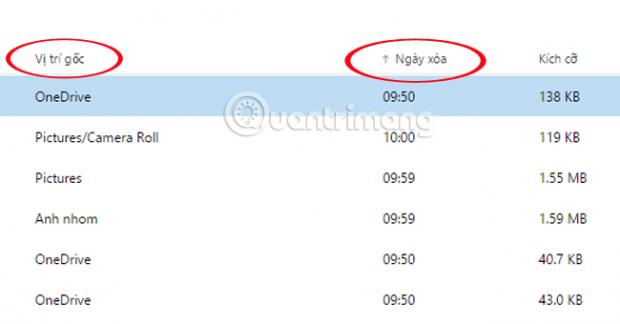 Vị trí gốc ↑ Ngày xóa Kích cỡ
OneDrive 09:50 138 KB
Quantrimang
Pictures/Camera Roll 10:00 119 KB
Pictures 09:59 1.55 MB
Anh nhom 09:59 1.59 MB
OneDrive 09:50 40.7 KB
OneDrive 09:50 43.0 KB